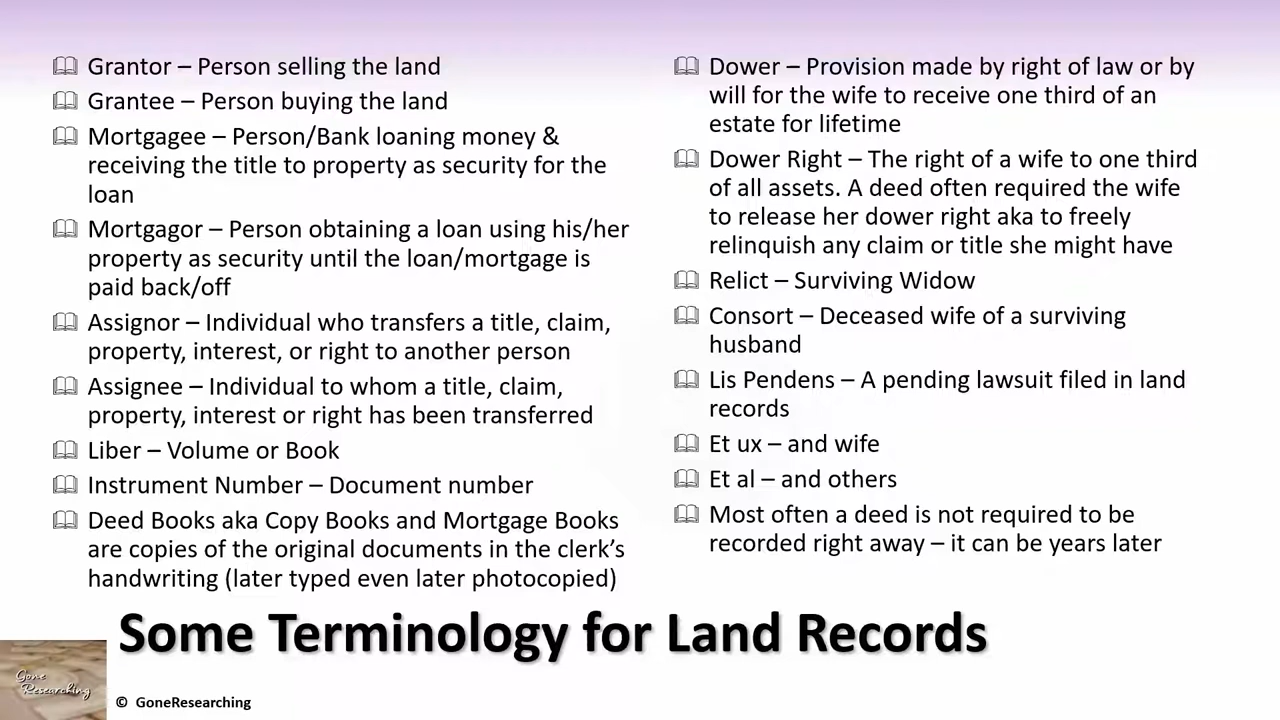 Grantor – Person selling the land
Grantee – Person buying the land
Mortgagee – Person/Bank loaning money &
receiving the title to property as security for the
loan
Mortgagor – Person obtaining a loan using his/her
property as security until the loan/mortgage is
paid back/off
Assignor – Individual who transfers a title, claim,
property, interest, or right to another person
Assignee – Individual to whom a title, claim,
property, interest or right has been transferred
Liber – Volume or Book
Instrument Number – Document number
Deed Books aka Copy Books and Mortgage Books
are copies of the original documents in the clerk’s
handwriting (later typed even later photocopied)
Dower – Provision made by right of law or by
will for the wife to receive one third of an
estate for lifetime
Dower Right – The right of a wife to one third
of all assets. A deed often required the wife
to release her dower right aka to freely
relinquish any claim or title she might have
Relict – Surviving Widow
Consort – Deceased wife of a surviving
husband
Lis Pendens – A pending lawsuit filed in land
records
Et ux – and wife
Et al – and others
Most often a deed is not required to be
recorded right away – it can be years later
Some Terminology for Land Records
Gone
Researching
© GoneResearching